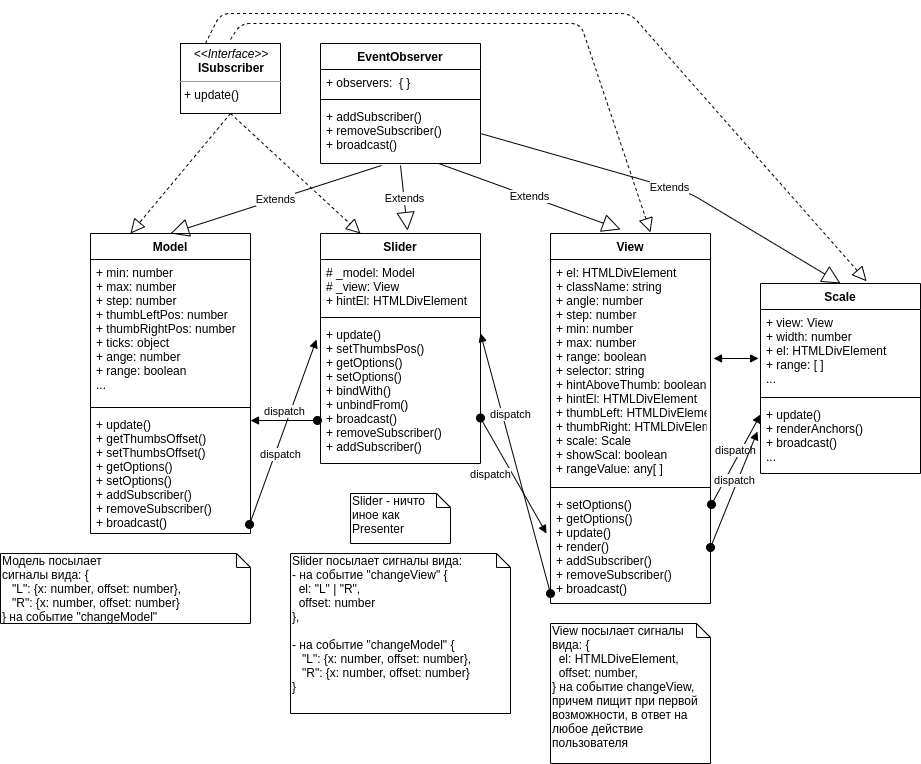 <<Interface>>
ISubscriber
+ update()
EventObserver
+ observers:  { }
+ addSubscriber()
+ removeSubscriber()
+ broadcast()
Extends
Extends
Extends
Extends
Model
+ min: number
+ max: number
+ step: number
+ thumbLeftPos: number
+ thumbRightPos: number
+ ticks: object
+ ange: number
+ range: boolean
...
+ update()
+ getThumbsOffset()
+ setThumbsOffset()
+ getOptions()
+ setOptions()
+ addSubscriber()
+ removeSubscriber()
+ broadcast()
dispatch
dispatch
Slider
# _model: Model
# _view: View
+ hintEl: HTMLDivElement
+ update()
+ setThumbsPos()
+ getOptions()
+ setOptions()
+ bindWith()
+ unbindFrom()
+ broadcast()
+ removeSubscriber()
+ addSubscriber()
dispatch
dispatch
View
+ el: HTMLDivElement
+ className: string
+ angle: number
+ step: number
+ min: number
+ max: number
+ range: boolean
+ selector: string
+ hintAboveThumb: boolean
+ hintEl: HTMLDivElement
+ thumbLeft: HTMLDivEleme
+ thumbRight: HTMLDivElem
+ scale: Scale
+ showScal: boolean
+ rangeValue: any[ ]
+ setOptions()
+ getOptions()
+ update()
+ render()
+ addSubscriber()
+ removeSubscriber()
+ broadcast()
dispatch
dispatch
Scale
+ view: View
+ width: number
+ el: HTMLDivElement
+ range: [ ]
...
+ update()
+ renderAnchors()
+ broadcast()
...
Slider - ничто
иное как
Presenter
Модель посылает
сигналы вида: {
"L": {x: number, offset: number},
"R": {x: number, offset: number}
} на событие "changeModel"
Slider посылает сигналы вида:
- на событие "changeView" {
el: "L" | "R",
offset: number
},
- на событие "changeModel" {
"L": {x: number, offset: number},
"R": {x: number, offset: number}
}
View посылает сигналы
вида: {
el: HTMLDiveElement,
offset: number,
} на событие changeView,
причем пищит при первой
возможности, в ответ на
любое действие
пользователя